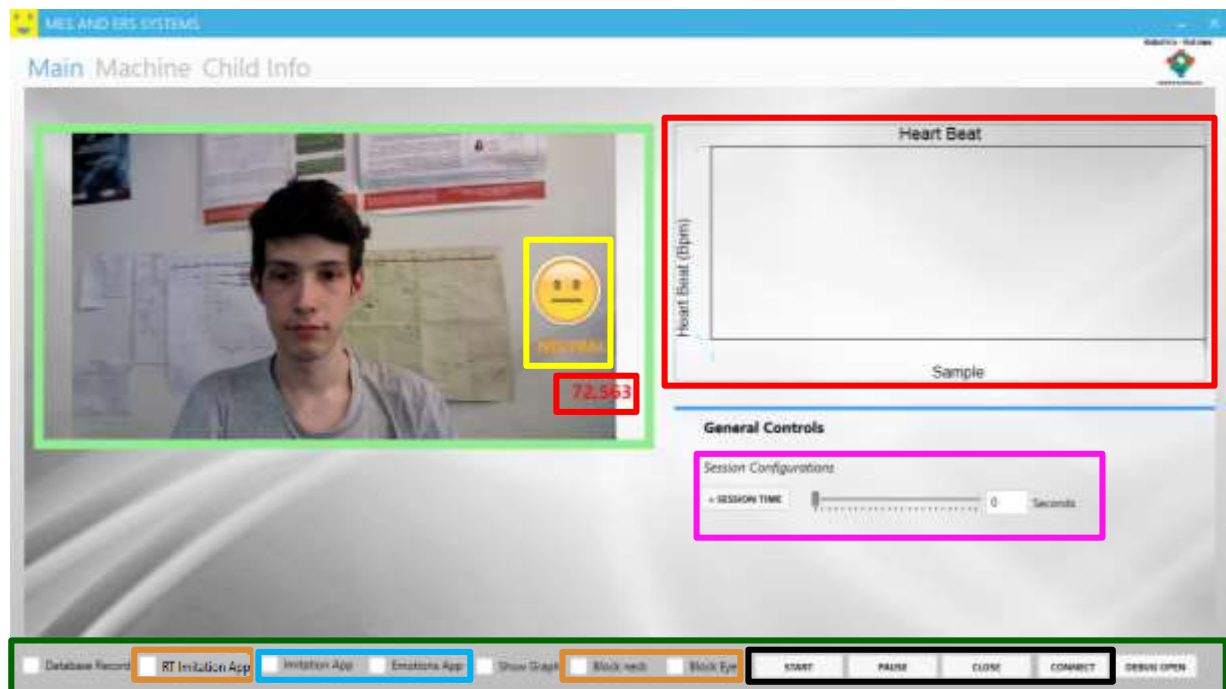 MES AND ERS SYSTEMS
Main Machine Child Info
Heart Beat
Heart Beat (Bpm)
Sample
NEUTRAL
72,563
General Controls
Session Configurations
+ SESSION TIME 0 Seconds
Database Record RT Imitation App Imitation App Emotions App Show Graph Block neck Block Eye START PAUSE CLOSE CONNECT DEBUG OPEN